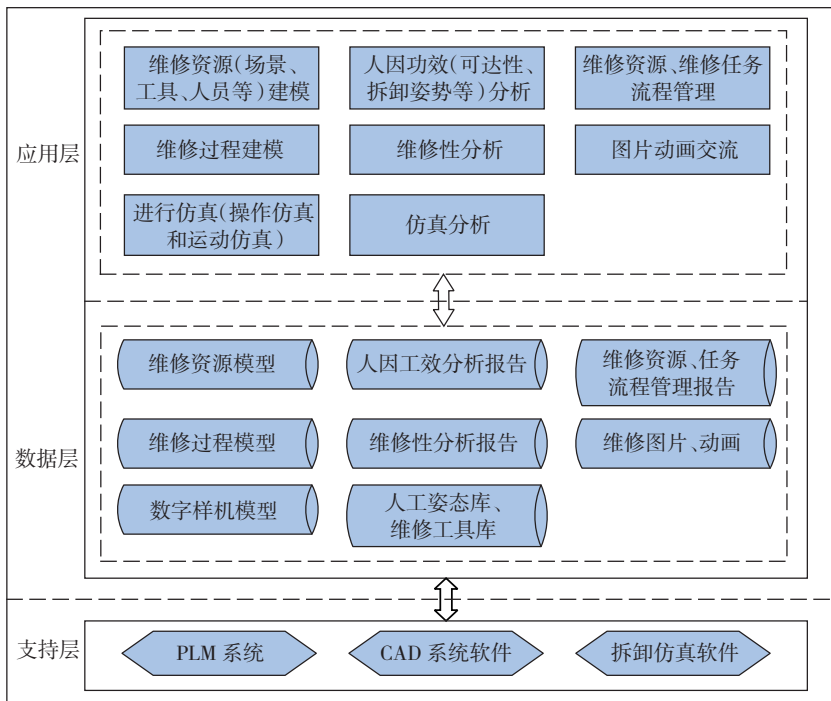 应用层
维修资源(场景、
工具、人员等)建模
人因功效(可达性、
拆卸姿势等)分析
维修资源、维修任务
流程管理
维修过程建模
维修性分析
图片动画交流
进行仿真(操作仿真
和运动仿真)
仿真分析
数据层
维修资源模型
人因工效分析报告
维修资源、任务
流程管理报告
维修过程模型
维修性分析报告
维修图片、动画
数字样机模型
人工姿态库、
维修工具库
支持层
PLM 系统
CAD 系统软件
拆卸仿真软件